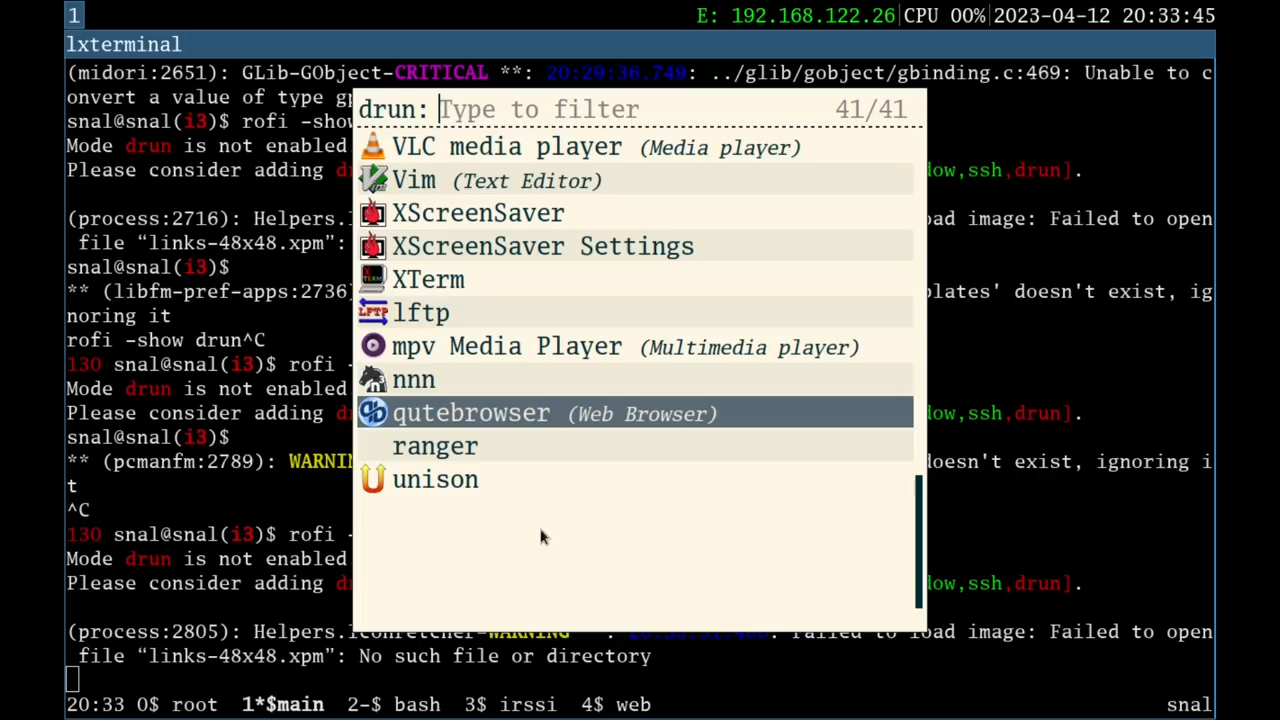 1 E: 192.168.122.26|CPU 00%|2023-04-12 20:33:45
lxterminal
(midori:2651): GLib-GObject-CRITICAL **: 20:29:36.749: ../glib/gobject/gbinding.c:469: Unable to c
onvert a value of type
drun: Type to filter 41/41
snal@snal(i3)$ rofi
VLC media player (Media player)
Mode drun is not enabled
Please consider adding ,ssh,drun].
Vim (Text Editor)
XScreenSaver
(process:2716): Image: Failed to open
file “links-48x48.xpm”:
XScreenSaver Settings
snal@snal(i3)$
XTerm
** (libfm-pref-apps:2736 doesn't exist, ig
noring it
lftp
rofi -show drun^C
mpv Media Player (Multimedia player)
130 snal@snal(i3)$ rofi
nnn
Mode drun is not enabled
Please consider adding ,ssh,drun].
qutebrowser (Web Browser)
snal@snal(i3)$
ranger
** (pcmanfm:2789): doesn't exist, ignoring i
t
unison
^C
130 snal@snal(i3)$ rofi
Mode drun is not enabled
Please consider adding ,ssh,drun].
(process:2805): Failed to load image: Failed to open
file “links-48x48.xpm”: No such file or directory
20:33 0$ root 1*$main 2-$ bash 3$ irssi 4$ web snal